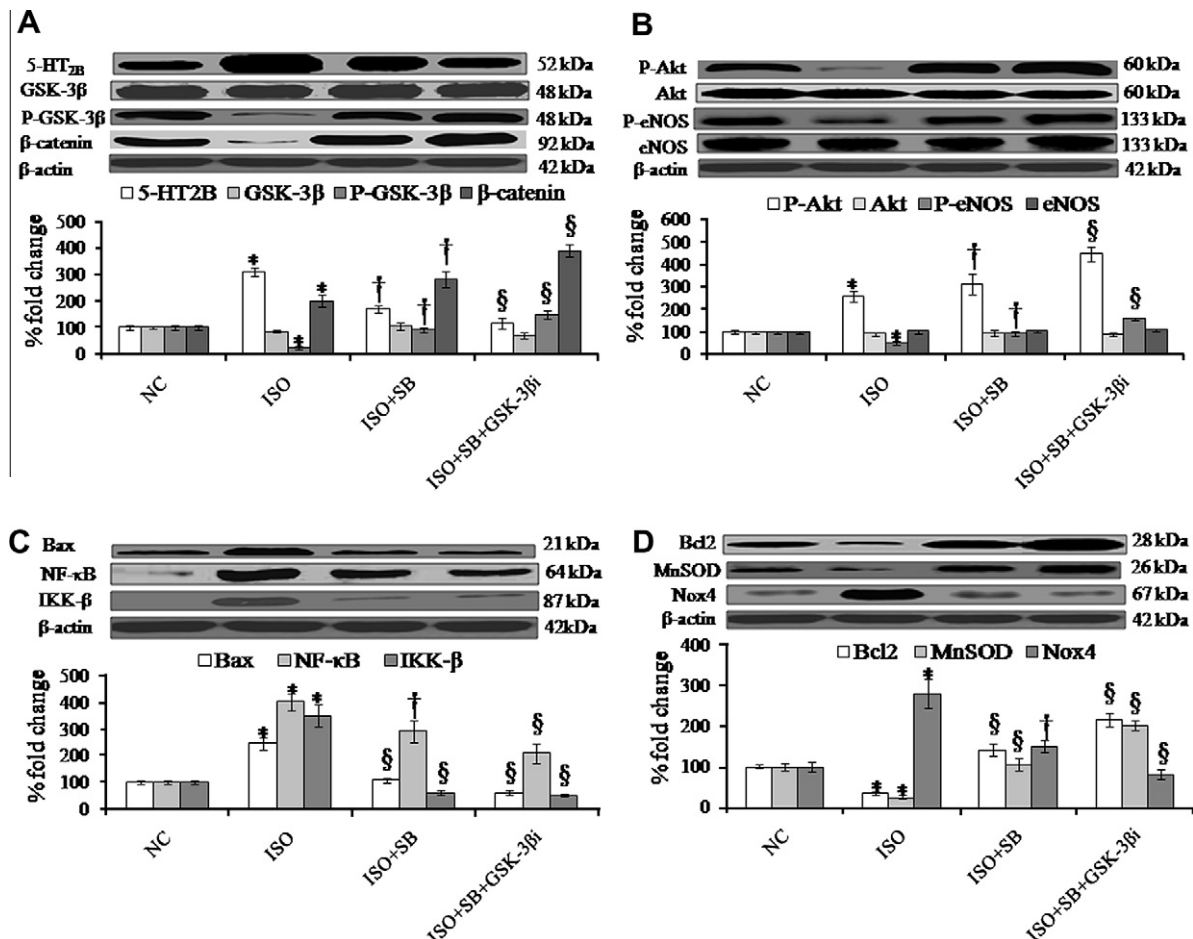 A
5-HT2B 52 kDa
GSK-3β 48 kDa
P-GSK-3β 48 kDa
β-catenin 92 kDa
β-actin 42 kDa
5-HT2B GSK-3β P-GSK-3β β-catenin
% fold change
500
400
300
200
100
0
* * * † † † § § §
NC ISO ISO+SB ISO+SB+GSK-3βi
B
P-Akt 60 kDa
Akt 60 kDa
P-eNOS 133 kDa
eNOS 133 kDa
β-actin 42 kDa
P-Akt Akt P-eNOS eNOS
% fold change
600
500
400
300
200
100
0
* * † † § §
NC ISO ISO+SB ISO+SB+GSK-3βi
C
Bax 21 kDa
NF-κB 64 kDa
IKK-β 87 kDa
β-actin 42kDa
Bax NF-κB IKK-β
% fold change
500
400
300
200
100
0
* * * § † § § § §
NC ISO ISO+SB ISO+SB+GSK-3βi
D
Bcl2 28 kDa
MnSOD 26 kDa
Nox4 67 kDa
β-actin 42 kDa
Bcl2 MnSOD Nox4
% fold change
400
300
200
100
0
* * * § § † § § §
NC ISO ISO+SB ISO+SB+GSK-3βi